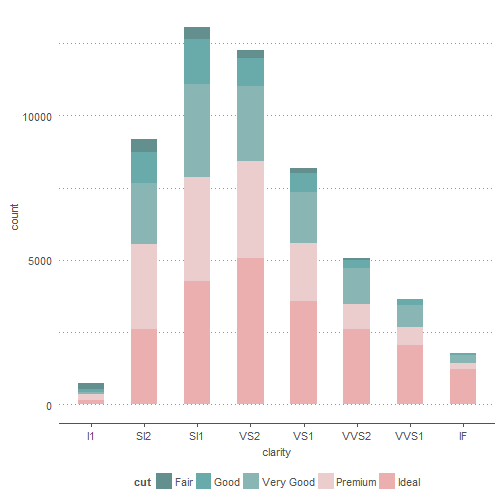 10000
5000
0
count
I1 SI2 SI1 VS2 VS1 VVS2 VVS1 IF
clarity
cut Fair Good Very Good Premium Ideal